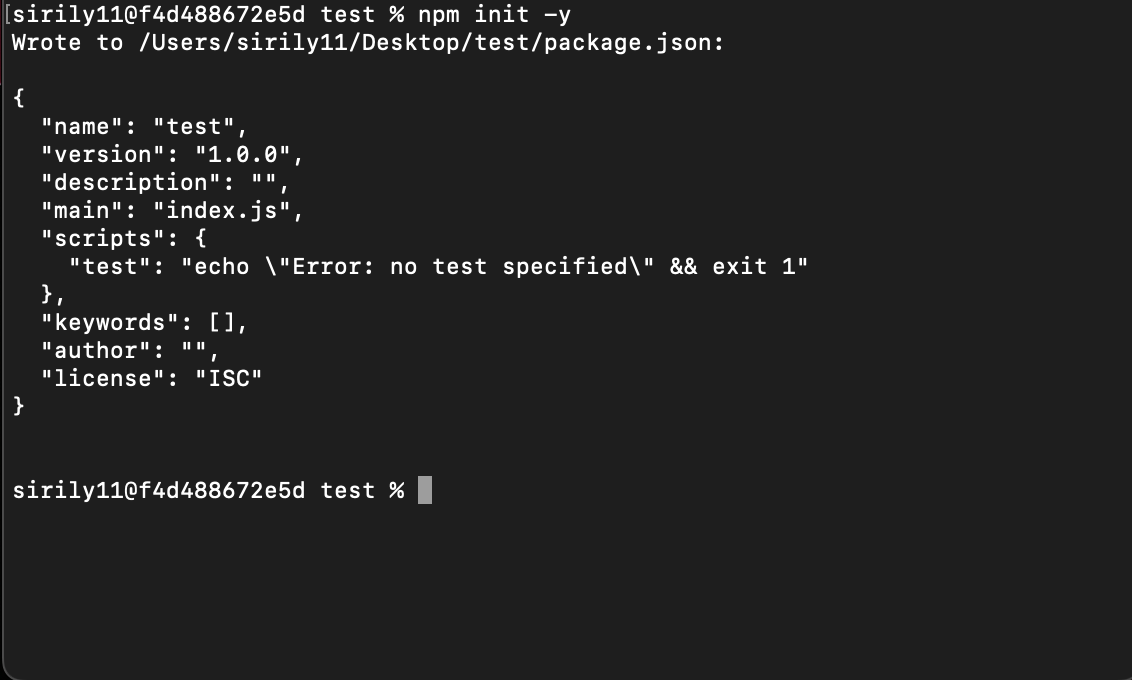 [sirily11@f4d488672e5d test % npm init -y
Wrote to /Users/sirily11/Desktop/test/package.json:
{
  "name": "test",
  "version": "1.0.0",
  "description": "",
  "main": "index.js",
  "scripts": {
    "test": "echo \"Error: no test specified\" && exit 1"
  },
  "keywords": [],
  "author": "",
  "license": "ISC"
}
sirily11@f4d488672e5d test %